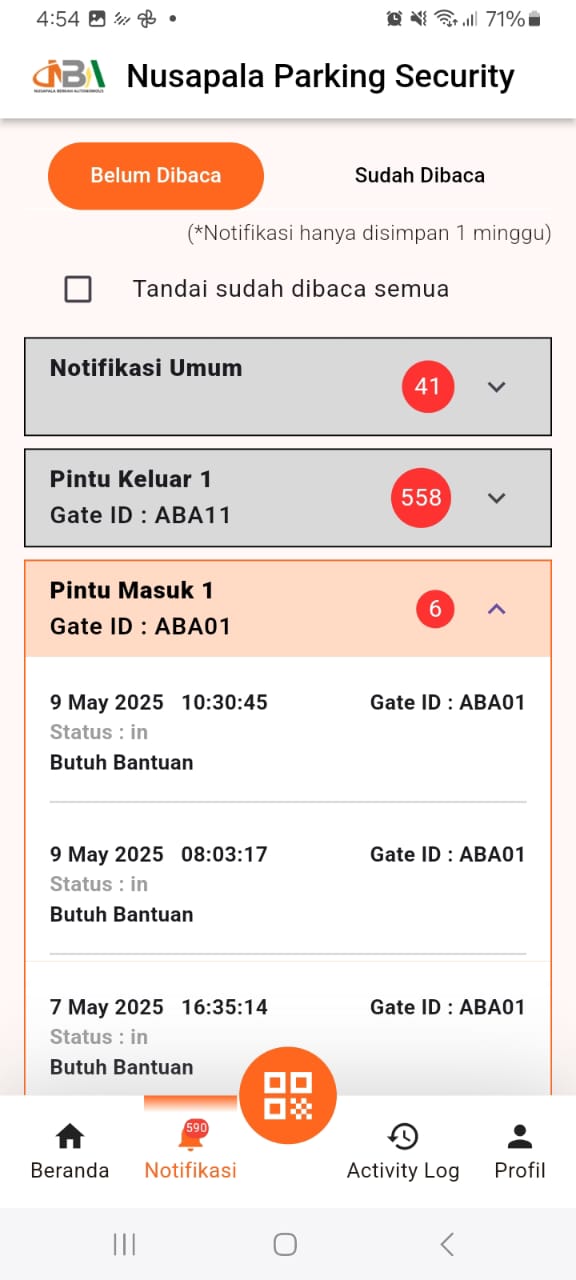 4:54
71%
NBA
NUSAPALA BERKAH AUTONOMOUS
Nusapala Parking Security
Belum Dibaca
Sudah Dibaca
(*Notifikasi hanya disimpan 1 minggu)
Tandai sudah dibaca semua
Notifikasi Umum
41
Pintu Keluar 1
558
Gate ID : ABA11
Pintu Masuk 1
6
Gate ID : ABA01
9 May 2025 10:30:45 Gate ID : ABA01
Status : in
Butuh Bantuan
9 May 2025 08:03:17 Gate ID : ABA01
Status : in
Butuh Bantuan
7 May 2025 16:35:14 Gate ID : ABA01
Status : in
Butuh Bantuan
590
Beranda
Notifikasi
Activity Log
Profil